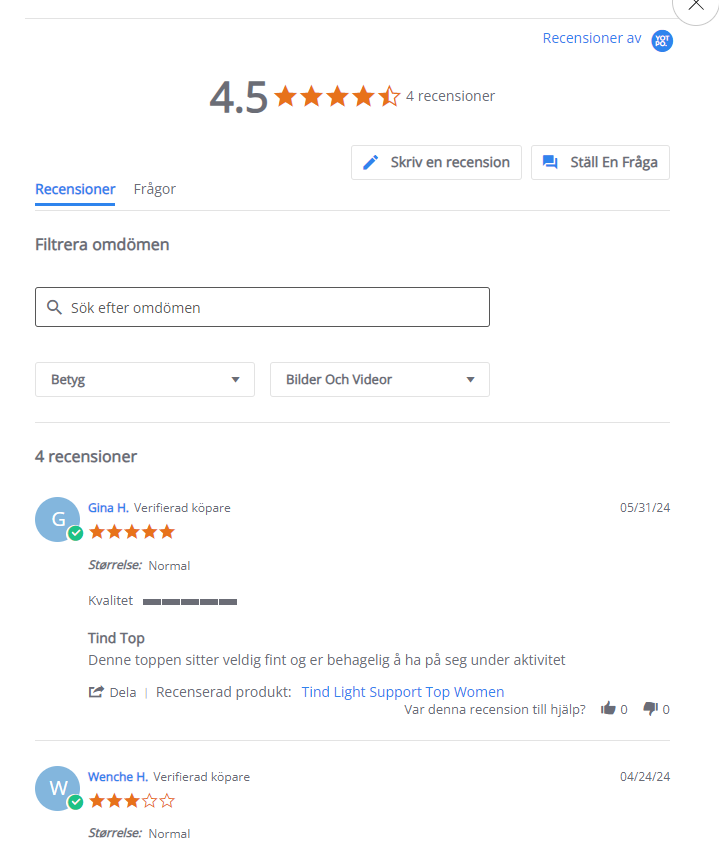 Recensioner av YOT PO.
4.5 4 recensioner
Skriv en recension Ställ En Fråga
Recensioner Frågor
Filtrera omdömen
Sök efter omdömen
Betyg Bilder Och Videor
4 recensioner
G Gina H. Verifierad köpare 05/31/24
Størrelse: Normal
Kvalitet
Tind Top
Denne toppen sitter veldig fint og er behagelig å ha på seg under aktivitet
Dela | Recenserad produkt: Tind Light Support Top Women
Var denna recension till hjälp? 0 0
W Wenche H. Verifierad köpare 04/24/24
Størrelse: Normal